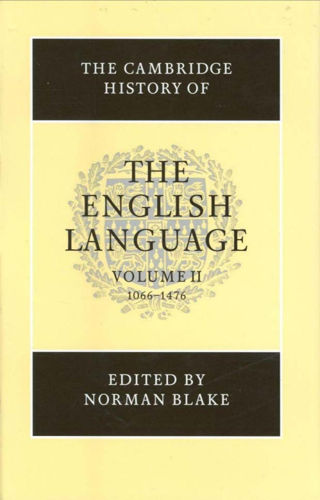 THE CAMBRIDGE
HISTORY OF
THE
ENGLISH
LANGUAGE
VOLUME II
1066–1476
EDITED BY
NORMAN BLAKE